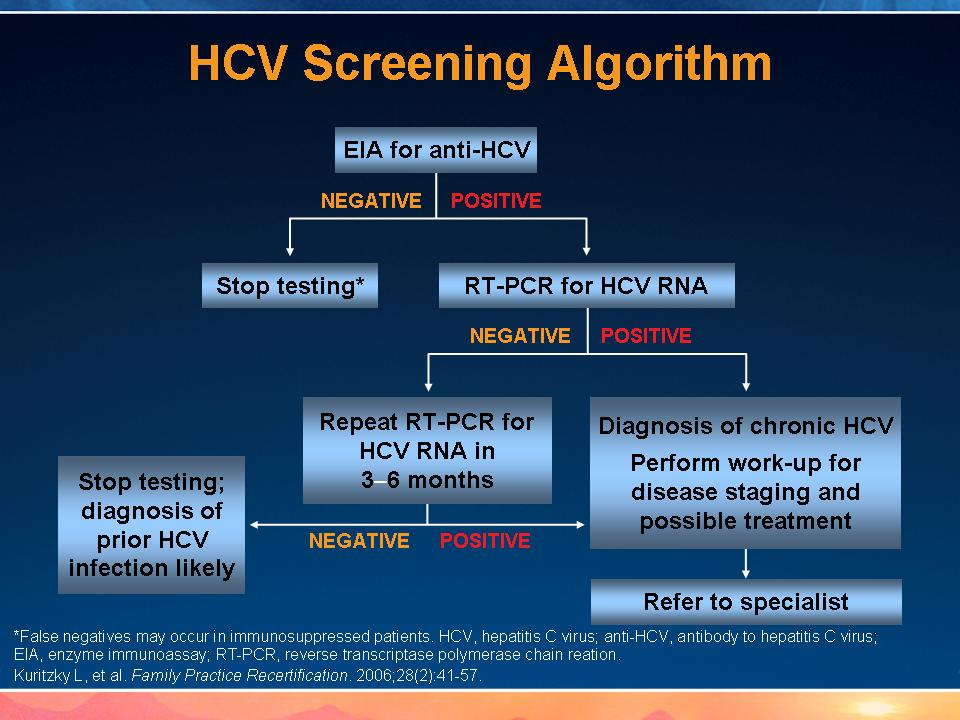 HCV Screening Algorithm
EIA for anti-HCV
NEGATIVE POSITIVE
Stop testing*
RT-PCR for HCV RNA
NEGATIVE POSITIVE
Repeat RT-PCR for
HCV RNA in
3–6 months
Diagnosis of chronic HCV
Perform work-up for
disease staging and
possible treatment
Stop testing;
diagnosis of
prior HCV
infection likely
NEGATIVE POSITIVE
Refer to specialist
*False negatives may occur in immunosuppressed patients. HCV, hepatitis C virus; anti-HCV, antibody to hepatitis C virus;
EIA, enzyme immunoassay; RT-PCR, reverse transcriptase polymerase chain reation.
Kuritzky L, et al. Family Practice Recertification. 2006;28(2):41-57.